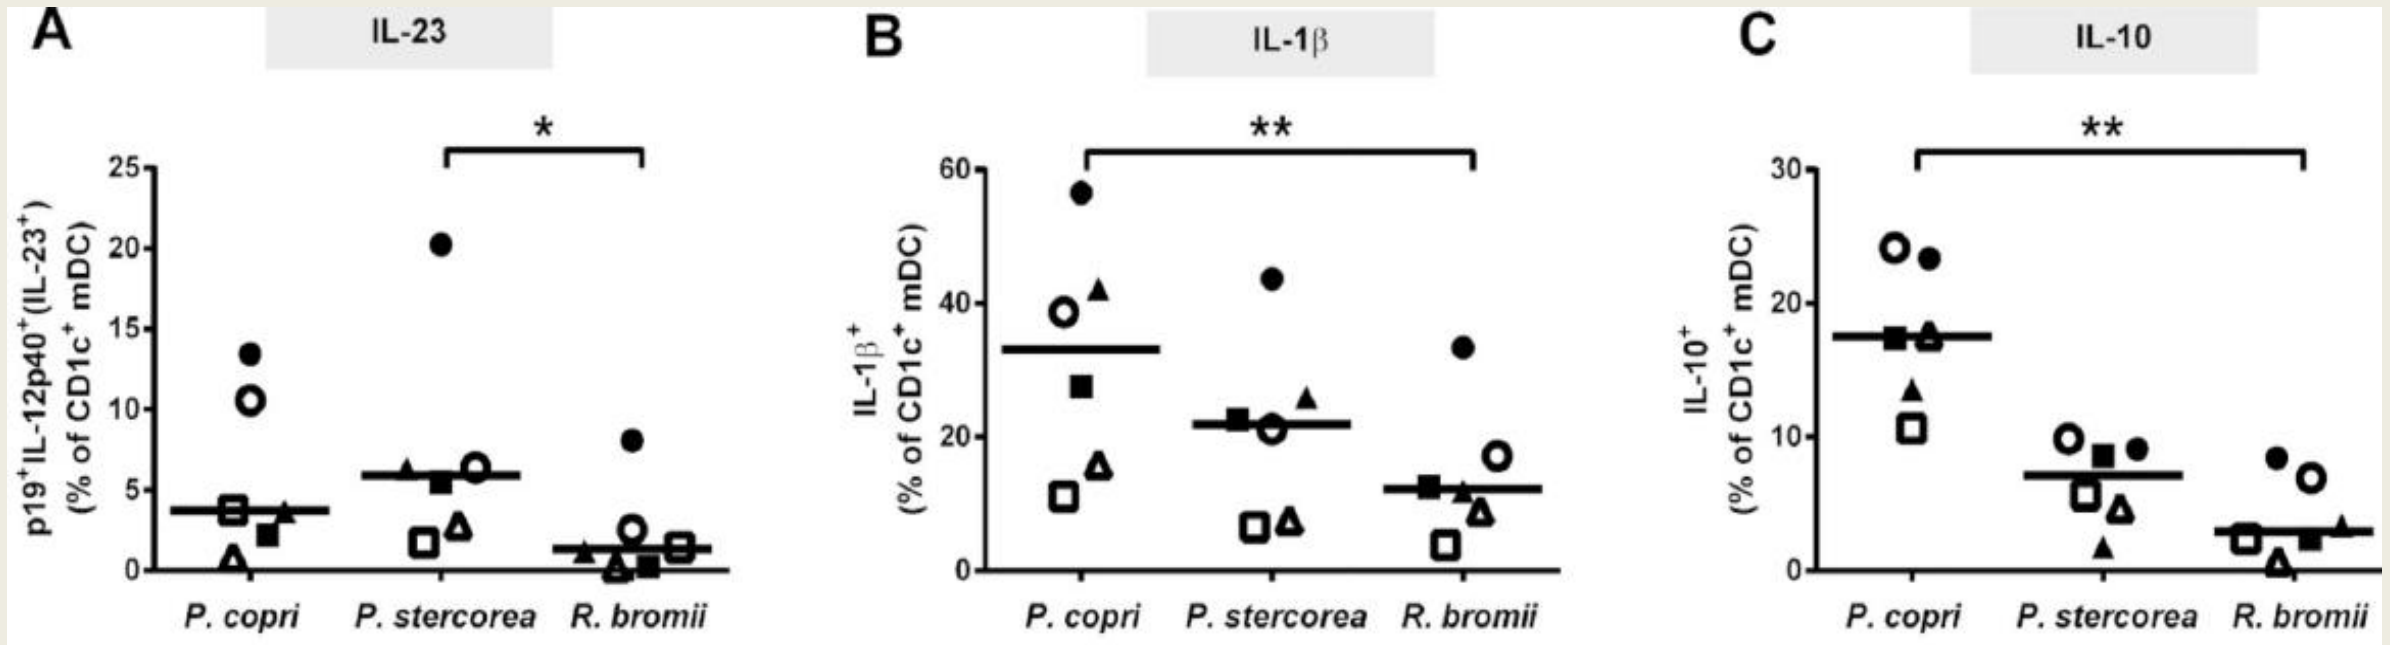 A
IL-23
p19⁺IL-12p40⁺(IL-23⁺)
(% of CD1c⁺ mDC)
25
20
15
10
5
0
*
P. copri
P. stercorea
R. bromii
B
IL-1β
IL-1β⁺
(% of CD1c⁺ mDC)
60
40
20
0
**
P. copri
P. stercorea
R. bromii
C
IL-10
IL-10⁺
(% of CD1c⁺ mDC)
30
20
10
0
**
P. copri
P. stercorea
R. bromii